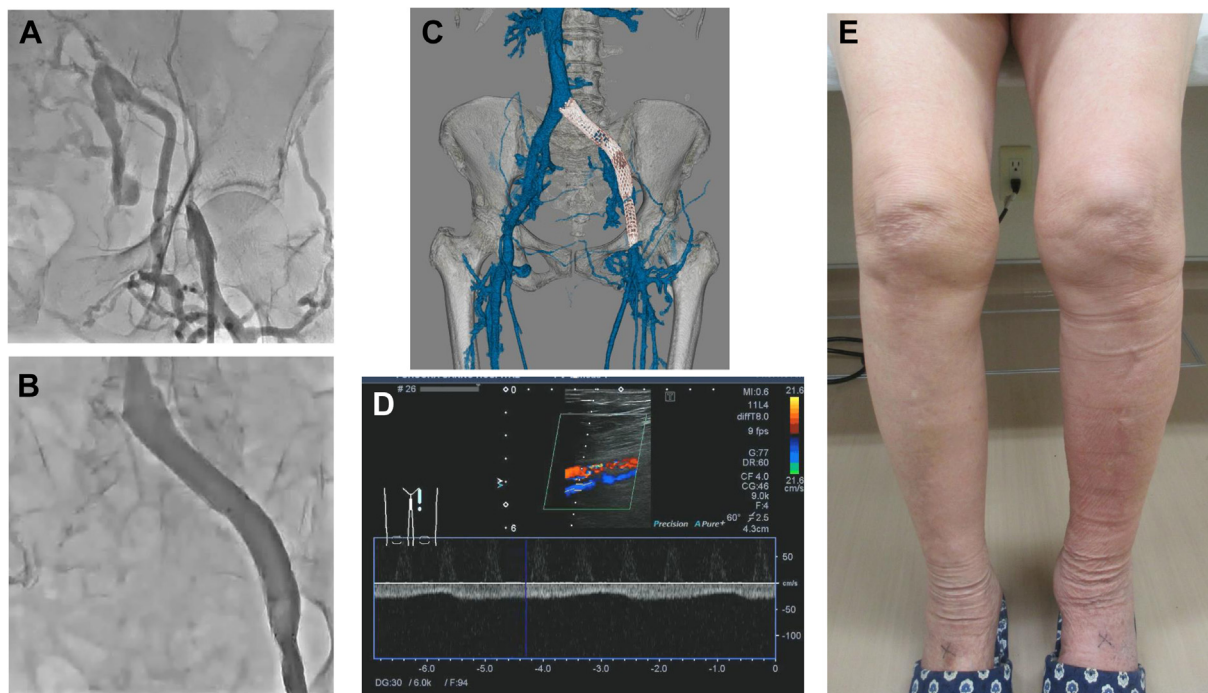 A
B
C
D
E
# 26
0
6
T
MI:0.6
11L4
diffT8.0
9 fps
G:77
DR:60
CF 4.0
CG:46
9.0k
F:4
60°
2.5
4.3cm
21.6
21.6
cm/s
Precision A Pure+
50
cm/s
-50
-100
-6.0 -5.0 -4.0 -3.0 -2.0 -1.0 0
DG:30 / 6.0k / F:94